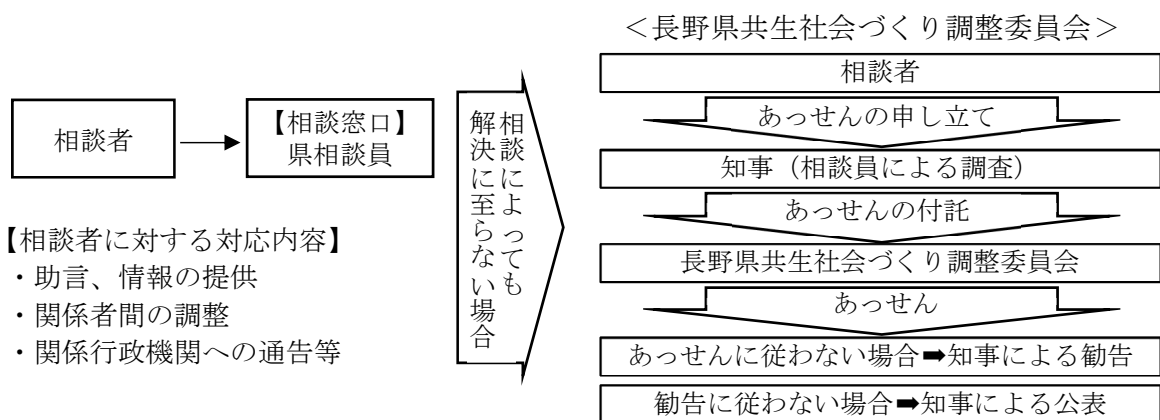 相談者
【相談窓口】
県相談員
【相談者に対する対応内容】
・助言、情報の提供
・関係者間の調整
・関係行政機関への通告等
相談によっても
解決に至らない場合
＜長野県共生社会づくり調整委員会＞
相談者
あっせんの申し立て
知事（相談員による調査）
あっせんの付託
長野県共生社会づくり調整委員会
あっせん
あっせんに従わない場合➡知事による勧告
勧告に従わない場合➡知事による公表